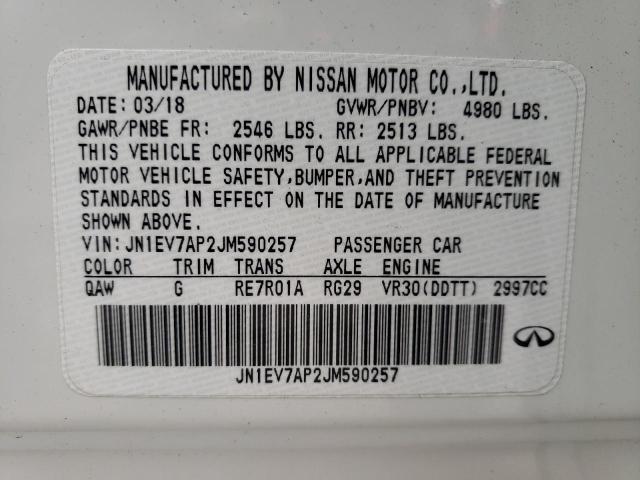 MANUFACTURED BY NISSAN MOTOR CO.,LTD.
DATE: 03/18 GVWR/PNBV: 4980 LBS.
GAWR/PNBE FR: 2546 LBS. RR: 2513 LBS.
THIS VEHICLE CONFORMS TO ALL APPLICABLE FEDERAL
MOTOR VEHICLE SAFETY,BUMPER,AND THEFT PREVENTION
STANDARDS IN EFFECT ON THE DATE OF MANUFACTURE
SHOWN ABOVE.
VIN: JN1EV7AP2JM590257 PASSENGER CAR
COLOR TRIM TRANS AXLE ENGINE
QAW G RE7R01A RG29 VR30(DDTT) 2997CC
JN1EV7AP2JM590257